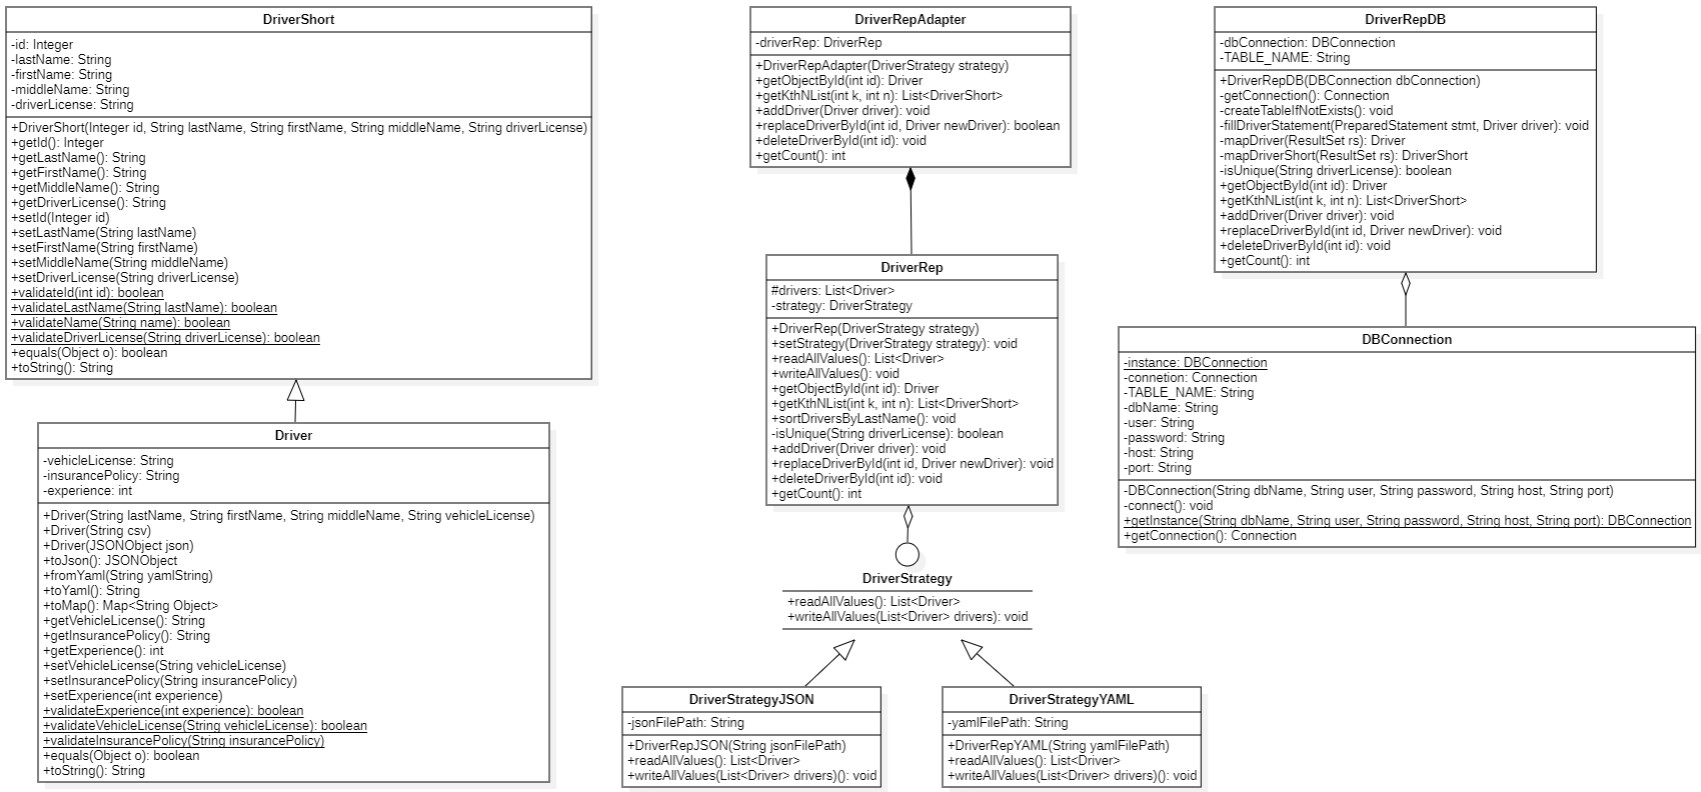 DriverShort
-id: Integer
-lastName: String
-firstName: String
-middleName: String
-driverLicense: String
+DriverShort(Integer id, String lastName, String firstName, String middleName, String driverLicense)
+getId(): Integer
+getLastName(): String
+getFirstName(): String
+getMiddleName(): String
+getDriverLicense(): String
+setId(Integer id)
+setLastName(String lastName)
+setFirstName(String firstName)
+setMiddleName(String middleName)
+setDriverLicense(String driverLicense)
+validateId(int id): boolean
+validateLastName(String lastName): boolean
+validateName(String name): boolean
+validateDriverLicense(String driverLicense): boolean
+equals(Object o): boolean
+toString(): String
Driver
-vehicleLicense: String
-insurancePolicy: String
-experience: int
+Driver(String lastName, String firstName, String middleName, String vehicleLicense)
+Driver(String csv)
+Driver(JSONObject json)
+toJson(): JSONObject
+fromYaml(String yamlString)
+toYaml(): String
+toMap(): Map<String Object>
+getVehicleLicense(): String
+getInsurancePolicy(): String
+getExperience(): int
+setVehicleLicense(String vehicleLicense)
+setInsurancePolicy(String insurancePolicy)
+setExperience(int experience)
+validateExperience(int experience): boolean
+validateVehicleLicense(String vehicleLicense): boolean
+validateInsurancePolicy(String insurancePolicy)
+equals(Object o): boolean
+toString(): String
DriverRepAdapter
-driverRep: DriverRep
+DriverRepAdapter(DriverStrategy strategy)
+getObjectById(int id): Driver
+getKthNList(int k, int n): List<DriverShort>
+addDriver(Driver driver): void
+replaceDriverById(int id, Driver newDriver): boolean
+deleteDriverById(int id): void
+getCount(): int
DriverRep
#drivers: List<Driver>
-strategy: DriverStrategy
+DriverRep(DriverStrategy strategy)
+setStrategy(DriverStrategy strategy): void
+readAllValues(): List<Driver>
+writeAllValues(): void
+getObjectById(int id): Driver
+getKthNList(int k, int n): List<DriverShort>
+sortDriversByLastName(): void
-isUnique(String driverLicense): boolean
+addDriver(Driver driver): void
+replaceDriverById(int id, Driver newDriver): void
+deleteDriverById(int id): void
+getCount(): int
DriverStrategy
+readAllValues(): List<Driver>
+writeAllValues(List<Driver> drivers): void
DriverStrategyJSON
-jsonFilePath: String
+DriverRepJSON(String jsonFilePath)
+readAllValues(): List<Driver>
+writeAllValues(List<Driver> drivers)(): void
DriverStrategyYAML
-yamlFilePath: String
+DriverRepYAML(String yamlFilePath)
+readAllValues(): List<Driver>
+writeAllValues(List<Driver> drivers)(): void
DriverRepDB
-dbConnection: DBConnection
-TABLE_NAME: String
+DriverRepDB(DBConnection dbConnection)
-getConnection(): Connection
-createTableIfNotExists(): void
-fillDriverStatement(PreparedStatement stmt, Driver driver): void
-mapDriver(ResultSet rs): Driver
-mapDriverShort(ResultSet rs): DriverShort
-isUnique(String driverLicense): boolean
+getObjectById(int id): Driver
+getKthNList(int k, int n): List<DriverShort>
+addDriver(Driver driver): void
+replaceDriverById(int id, Driver newDriver): void
+deleteDriverById(int id): void
+getCount(): int
DBConnection
-instance: DBConnection
-connetion: Connection
-TABLE_NAME: String
-dbName: String
-user: String
-password: String
-host: String
-port: String
-DBConnection(String dbName, String user, String password, String host, String port)
-connect(): void
+getInstance(String dbName, String user, String password, String host, String port): DBConnection
+getConnection(): Connection